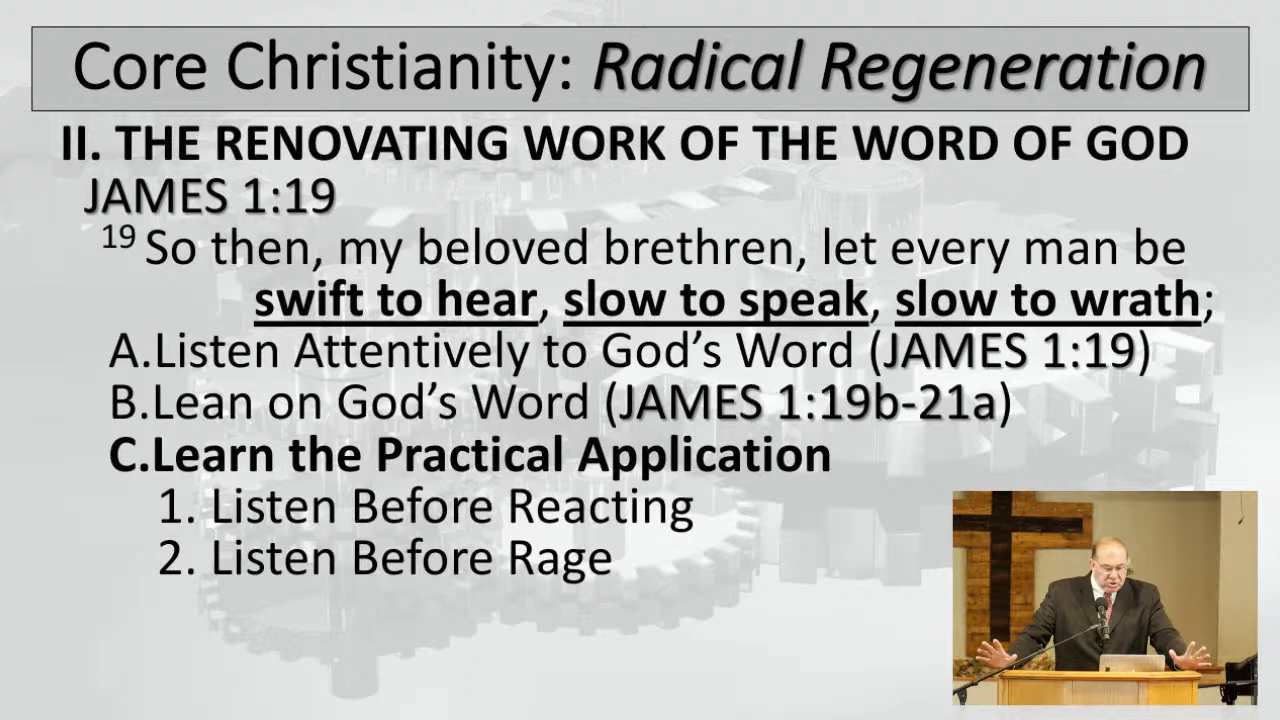 Core Christianity: Radical Regeneration
II. THE RENOVATING WORK OF THE WORD OF GOD
JAMES 1:19
19 So then, my beloved brethren, let every man be
swift to hear, slow to speak, slow to wrath;
A.Listen Attentively to God’s Word (JAMES 1:19)
B.Lean on God’s Word (JAMES 1:19b-21a)
C.Learn the Practical Application
1. Listen Before Reacting
2. Listen Before Rage